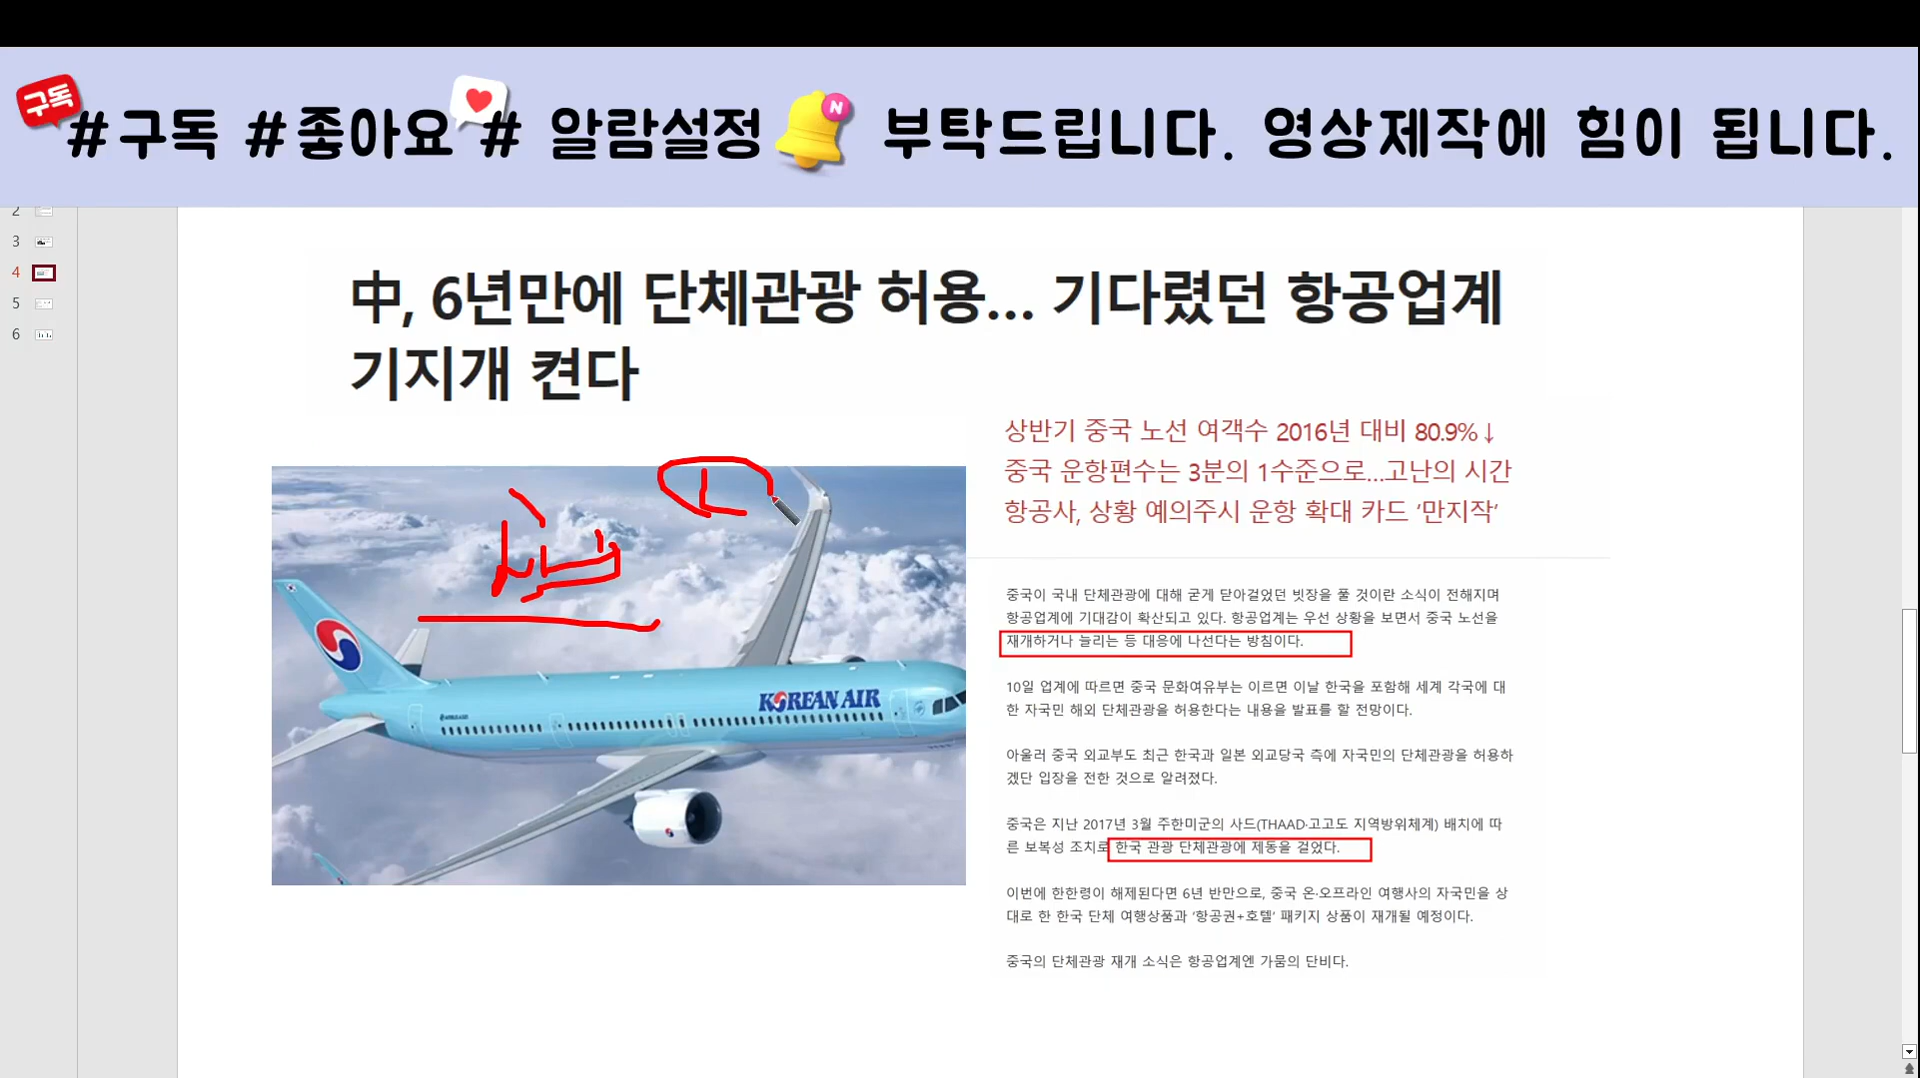 구독
#구독 #좋아요 # 알람설정 N 부탁드립니다. 영상제작에 힘이 됩니다.
2
3
4
5
6
中, 6년만에 단체관광 허용... 기다렸던 항공업계
기지개 켠다
상반기 중국 노선 여객수 2016년 대비 80.9%↓
중국 운항편수는 3분의 1수준으로...고난의 시간
항공사, 상황 예의주시 운항 확대 카드 ‘만지작’
KOREAN AIR
중국이 국내 단체관광에 대해 굳게 닫아걸었던 빗장을 풀 것이란 소식이 전해지며
항공업계에 기대감이 확산되고 있다. 항공업계는 우선 상황을 보면서 중국 노선을
재개하거나 늘리는 등 대응에 나선다는 방침이다.
10일 업계에 따르면 중국 문화여유부는 이르면 이날 한국을 포함해 세계 각국에 대
한 자국민 해외 단체관광을 허용한다는 내용을 발표를 할 전망이다.
아울러 중국 외교부도 최근 한국과 일본 외교당국 측에 자국민의 단체관광을 허용하
겠단 입장을 전한 것으로 알려졌다.
중국은 지난 2017년 3월 주한미군의 사드(THAAD·고고도 지역방위체계) 배치에 따
른 보복성 조치로 한국 관광 단체관광에 제동을 걸었다.
이번에 한한령이 해제된다면 6년 반만으로, 중국 온·오프라인 여행사의 자국민을 상
대로 한 한국 단체 여행상품과 ‘항공권+호텔’ 패키지 상품이 재개될 예정이다.
중국의 단체관광 재개 소식은 항공업계엔 가뭄의 단비다.